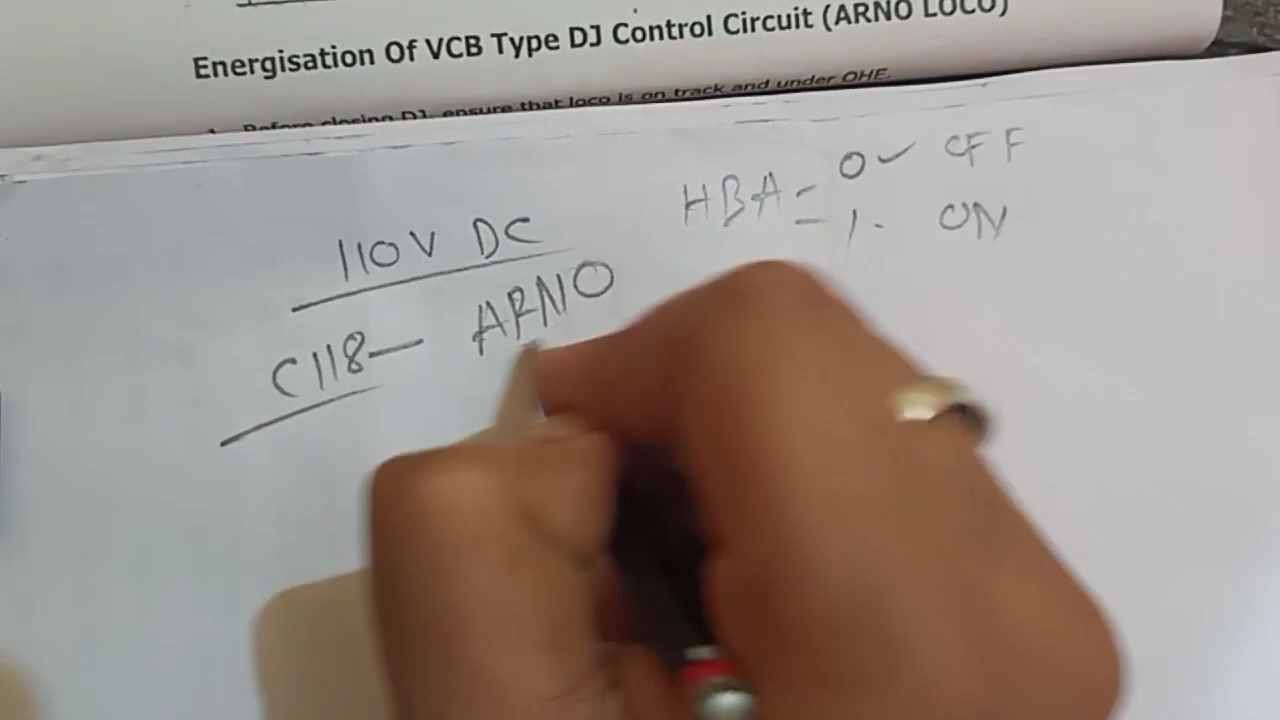 Energisation Of VCB Type DJ Control Circuit (ARNO LOCO)
1. Before closing DJ, ensure that loco is on track and under OHE.
HBA = 0 ✓ OFF
- 1. ON
110V DC
C118 - ARNO